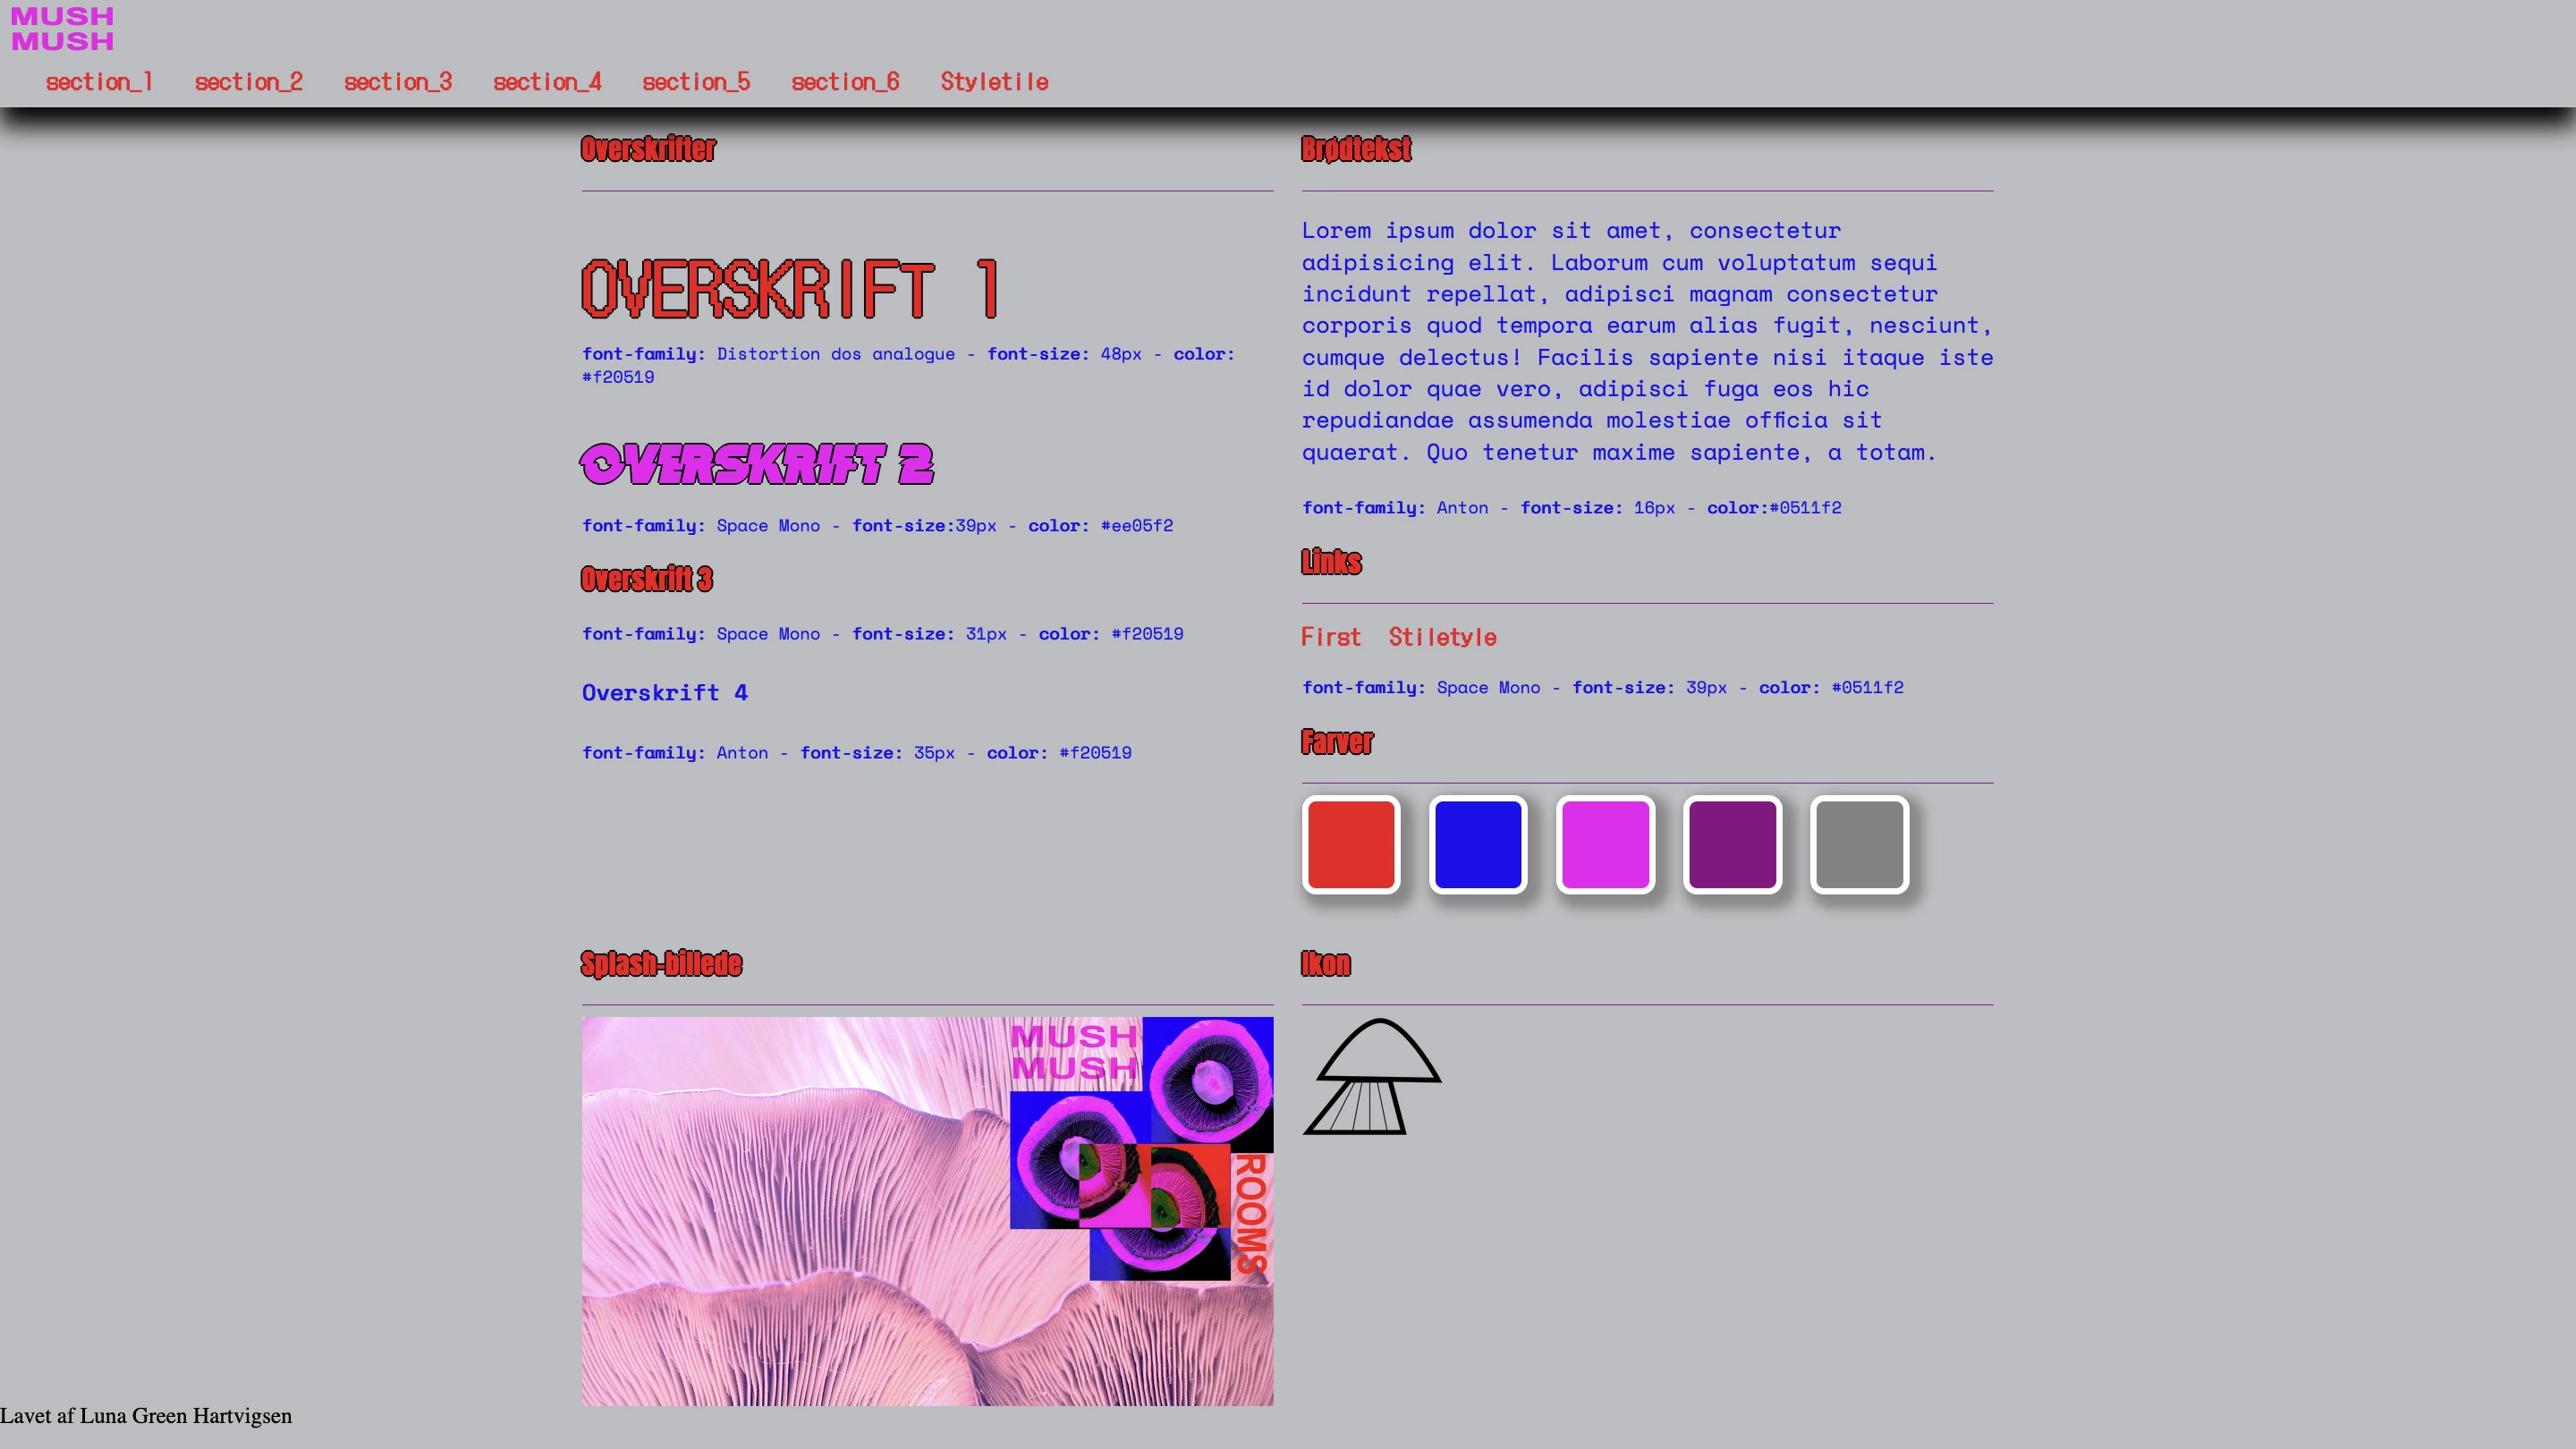 MUSH
MUSH
section_1 section_2 section_3 section_4 section_5 section_6 Styletile
Overskrifter
OVERSKRIFT 1
font-family: Distortion dos analogue - font-size: 48px - color:
#f20519
OVERSKRIFT 2
font-family: Space Mono - font-size:39px - color: #ee05f2
Overskrift 3
font-family: Space Mono - font-size: 31px - color: #f20519
Overskrift 4
font-family: Anton - font-size: 35px - color: #f20519
Brødtekst
Lorem ipsum dolor sit amet, consectetur
adipisicing elit. Laborum cum voluptatum sequi
incidunt repellat, adipisci magnam consectetur
corporis quod tempora earum alias fugit, nesciunt,
cumque delectus! Facilis sapiente nisi itaque iste
id dolor quae vero, adipisci fuga eos hic
repudiandae assumenda molestiae officia sit
quaerat. Quo tenetur maxime sapiente, a totam.
font-family: Anton - font-size: 16px - color:#0511f2
Links
First Stiletyle
font-family: Space Mono - font-size: 39px - color: #0511f2
Farver
Splash-billede
MUSH
MUSH
ROOMS
Ikon
Lavet af Luna Green Hartvigsen